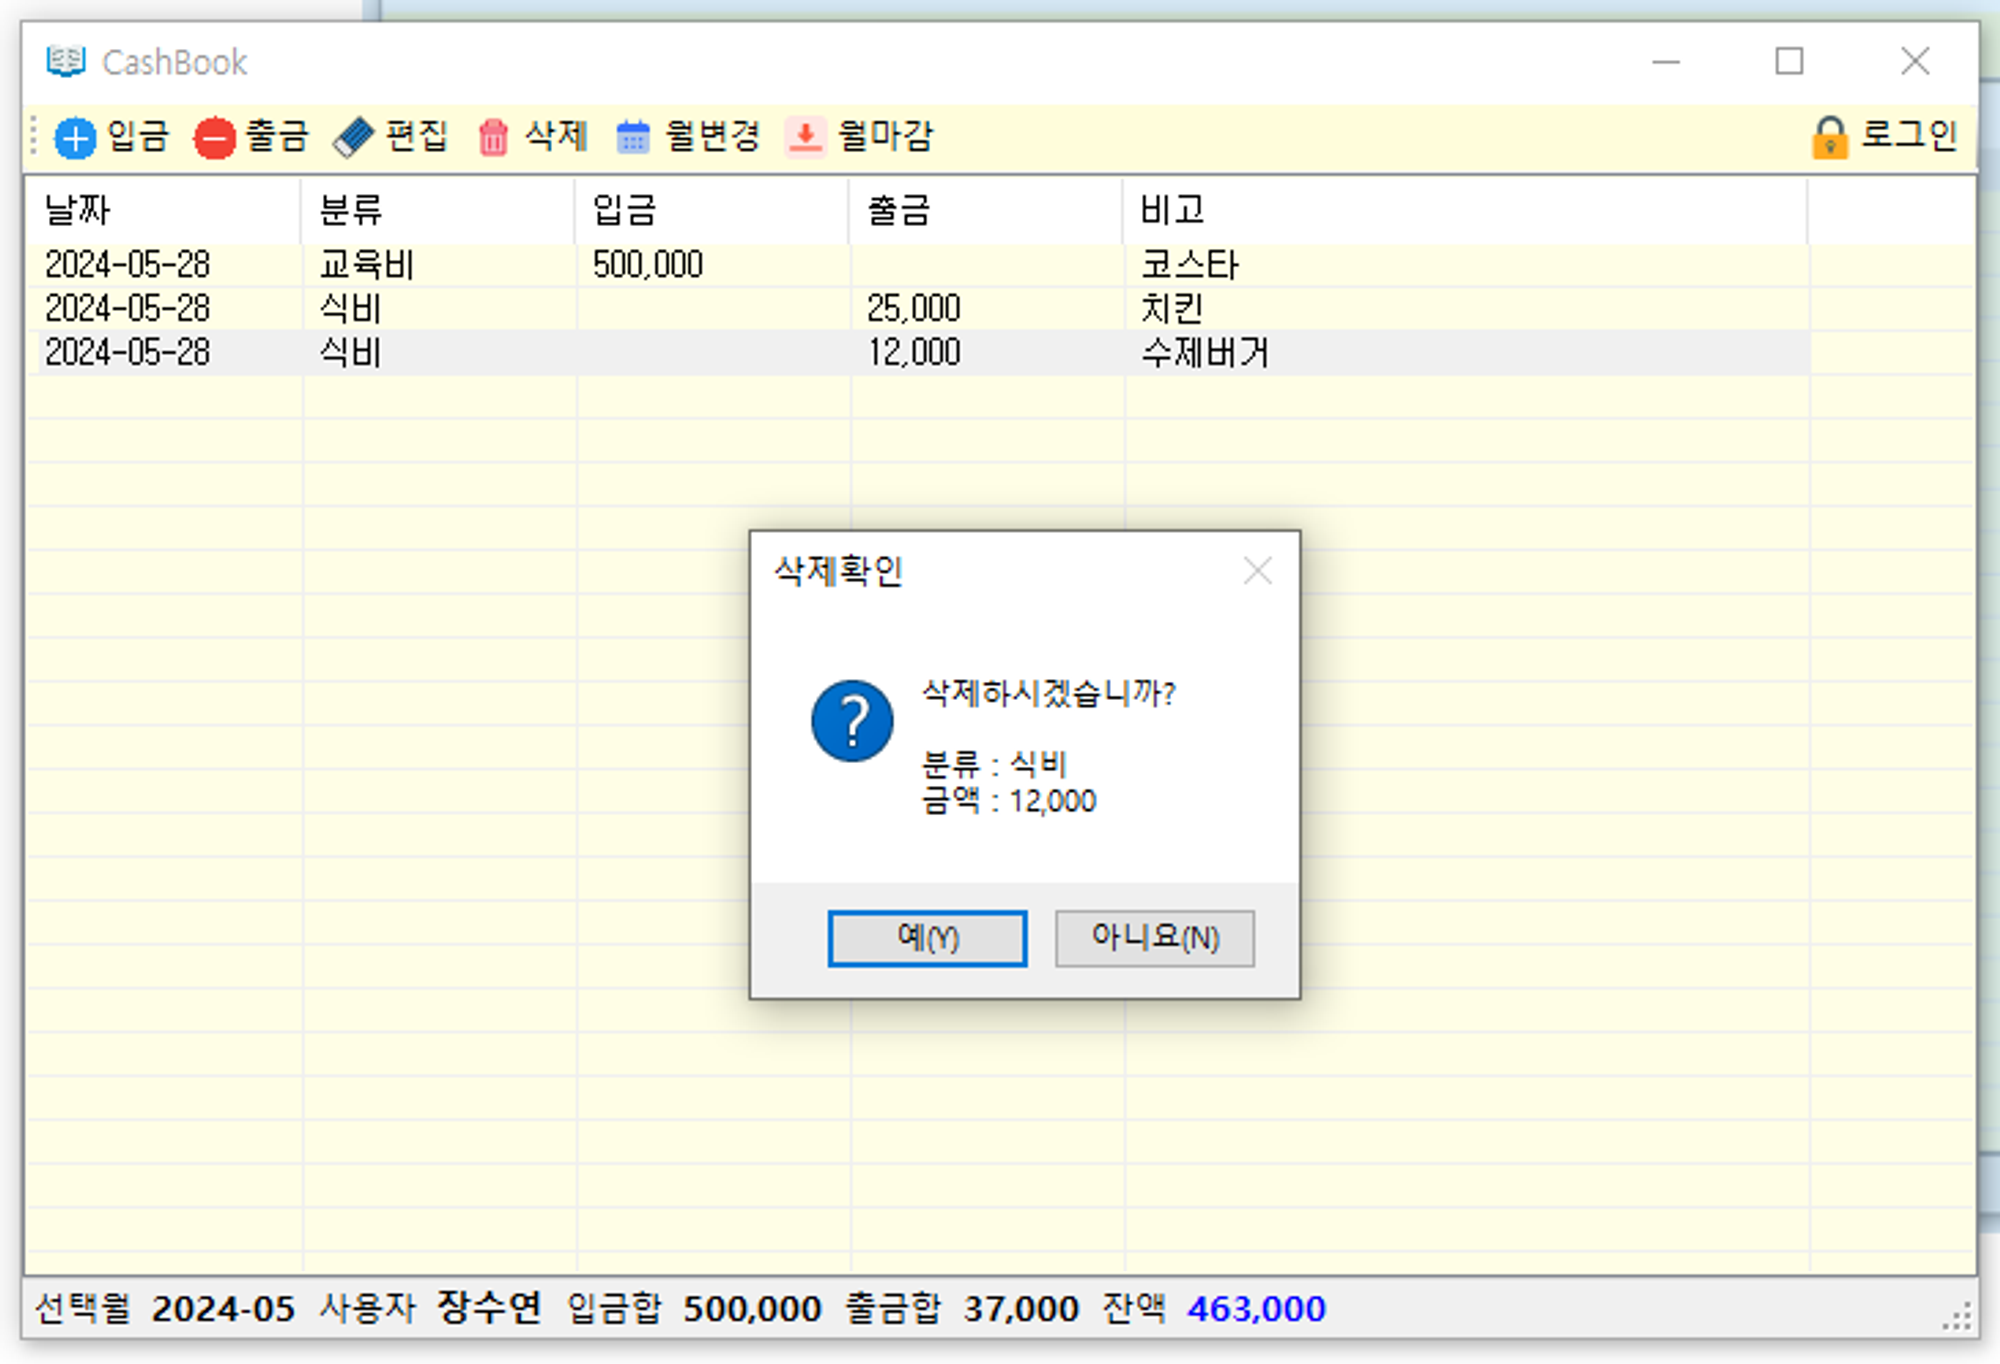 CashBook
입금 출금 편집 삭제 월변경 월마감 로그인
날짜 분류 입금 출금 비고
2024-05-28 교육비 500,000 코스타
2024-05-28 식비 25,000 치킨
2024-05-28 식비 12,000 수제버거
삭제확인
삭제하시겠습니까?
분류 : 식비
금액 : 12,000
예(Y) 아니요(N)
선택월 2024-05 사용자 장수연 입금합 500,000 출금합 37,000 잔액 463,000